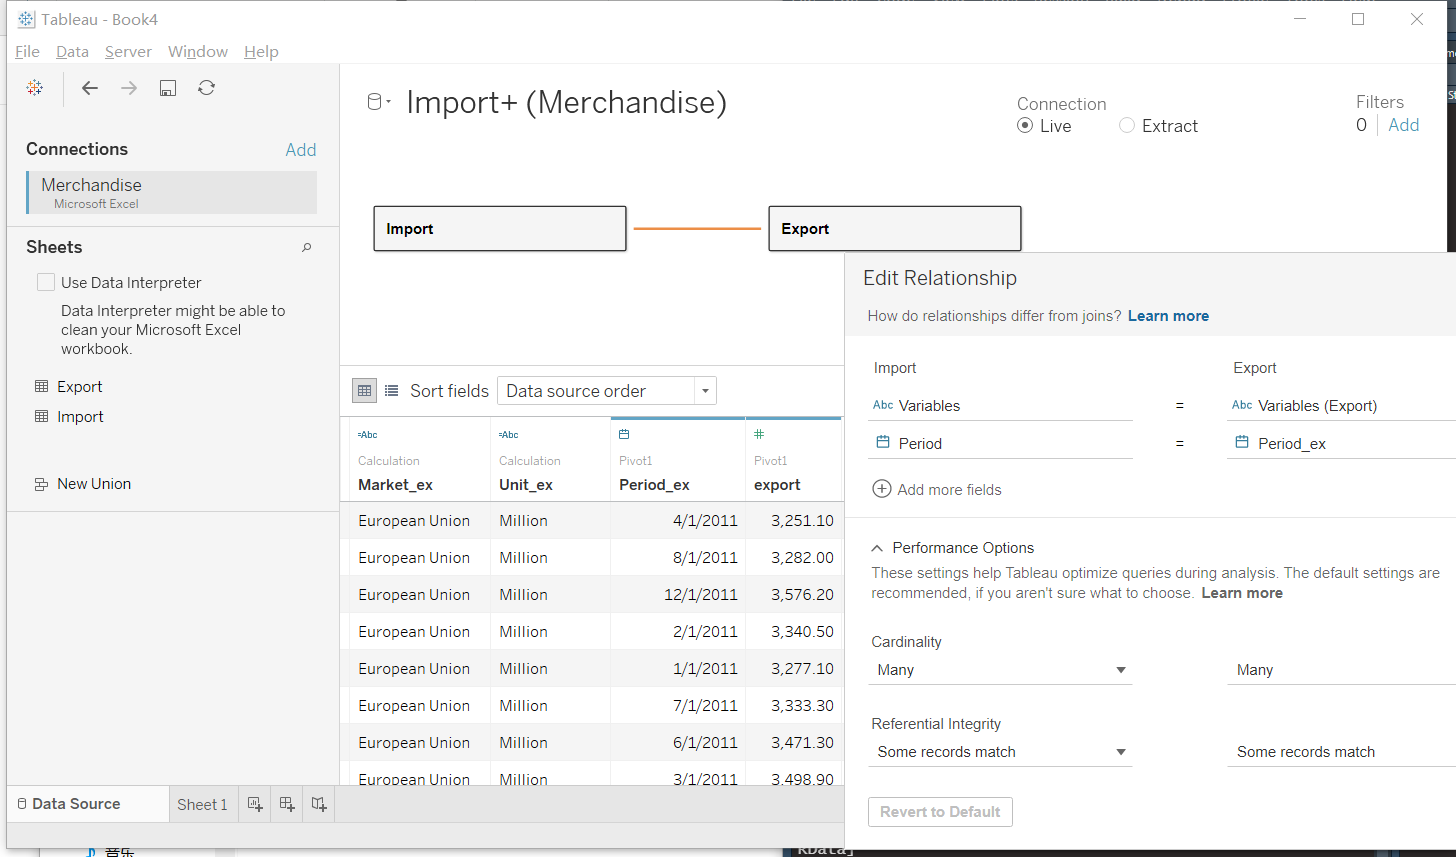 Tableau - Book4
File Data Server Window Help
Connections Add
Merchandise
Microsoft Excel
Sheets
Use Data Interpreter
Data Interpreter might be able to
clean your Microsoft Excel
workbook.
Export
Import
New Union
Import+ (Merchandise)
Connection
Live Extract
Filters
0 Add
Import Export
Sort fields Data source order
=Abc =Abc #
Calculation Calculation Pivot1 Pivot1
Market_ex Unit_ex Period_ex export
European Union Million 4/1/2011 3,251.10
European Union Million 8/1/2011 3,282.00
European Union Million 12/1/2011 3,576.20
European Union Million 2/1/2011 3,340.50
European Union Million 1/1/2011 3,277.10
European Union Million 7/1/2011 3,333.30
European Union Million 6/1/2011 3,471.30
European Union Million 3/1/2011 3,498.90
Edit Relationship
How do relationships differ from joins? Learn more
Import Export
Abc Variables = Abc Variables (Export)
Period = Period_ex
Add more fields
Performance Options
These settings help Tableau optimize queries during analysis. The default settings are
recommended, if you aren't sure what to choose. Learn more
Cardinality
Many Many
Referential Integrity
Some records match Some records match
Revert to Default
Data Source Sheet 1
音乐
RData]